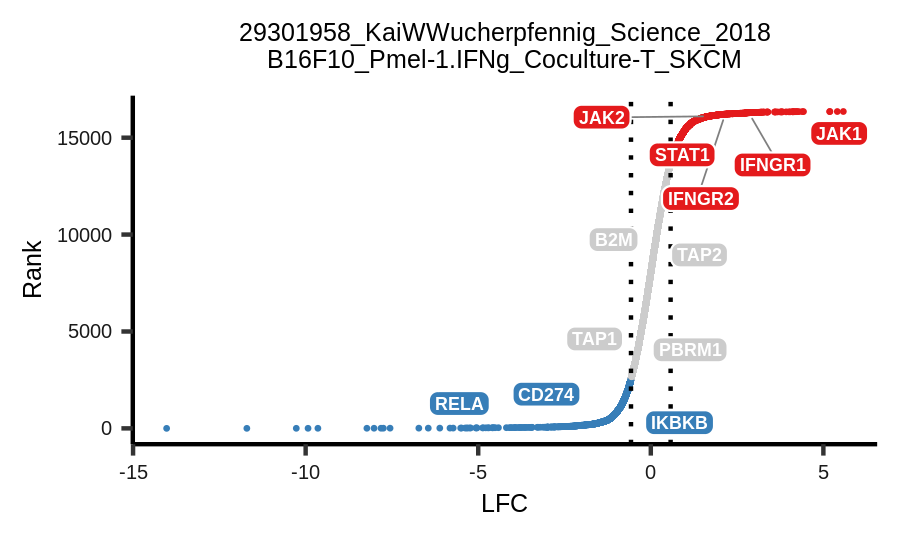 29301958_KaiWWucherpfennig_Science_2018
B16F10_Pmel-1.IFNg_Coculture-T_SKCM
JAK2
JAK1
15000
STAT1
IFNGR1
IFNGR2
10000
B2M
TAP2
Rank
5000
TAP1
PBRM1
CD274
RELA
IKBKB
0
-15
-10
-5
0
5
LFC